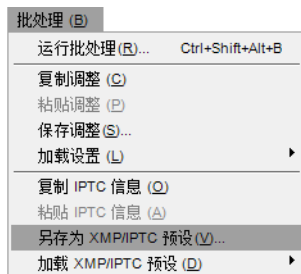 批处理 (B)
运行批处理(R)... Ctrl+Shift+Alt+B
复制调整 (C)
粘贴调整 (P)
保存调整(S)...
加载设置 (L)
复制 IPTC 信息 (O)
粘贴 IPTC 信息 (A)
另存为 XMP/IPTC 预设(V)...
加载 XMP/IPTC 预设 (D)